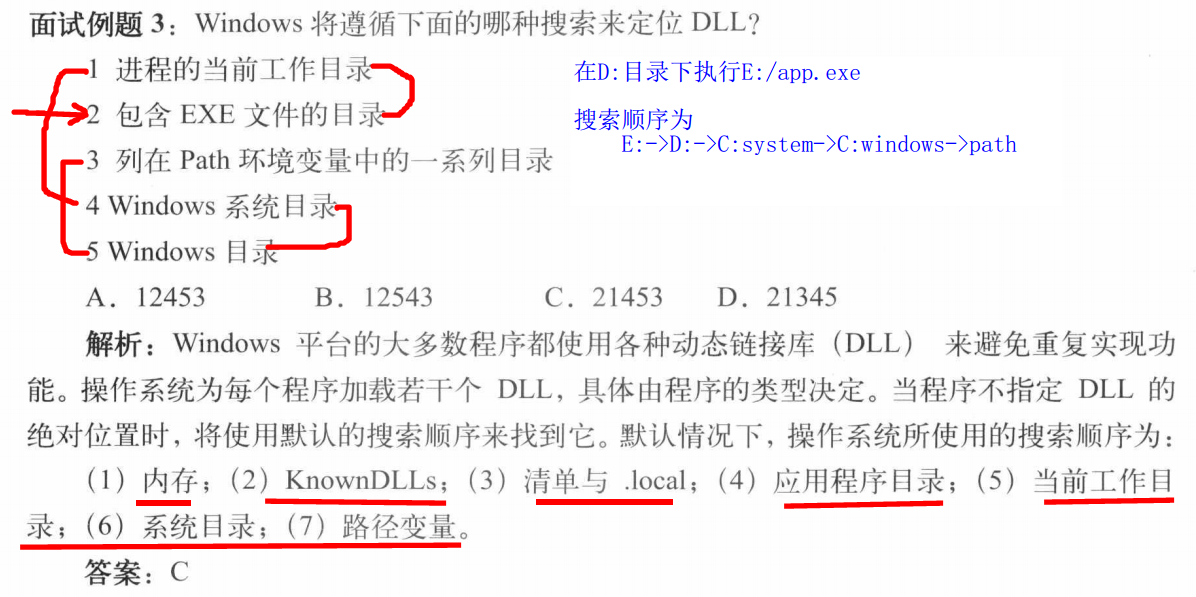 面试例题 3：Windows 将遵循下面的哪种搜索来定位 DLL？
1 进程的当前工作目录
在D:目录下执行E:/app.exe
2 包含 EXE 文件的目录
搜索顺序为
E:->D:->C:system->C:windows->path
3 列在 Path 环境变量中的一系列目录
4 Windows 系统目录
5 Windows 目录
A．12453 B．12543 C．21453 D．21345
解析：Windows 平台的大多数程序都使用各种动态链接库（DLL） 来避免重复实现功
能。操作系统为每个程序加载若干个 DLL，具体由程序的类型决定。当程序不指定 DLL 的
绝对位置时，将使用默认的搜索顺序来找到它。默认情况下，操作系统所使用的搜索顺序为：
（1）内存；（2）KnownDLLs；（3）清单与 .local；（4）应用程序目录；（5）当前工作目
录；（6）系统目录；（7）路径变量。
答案：C